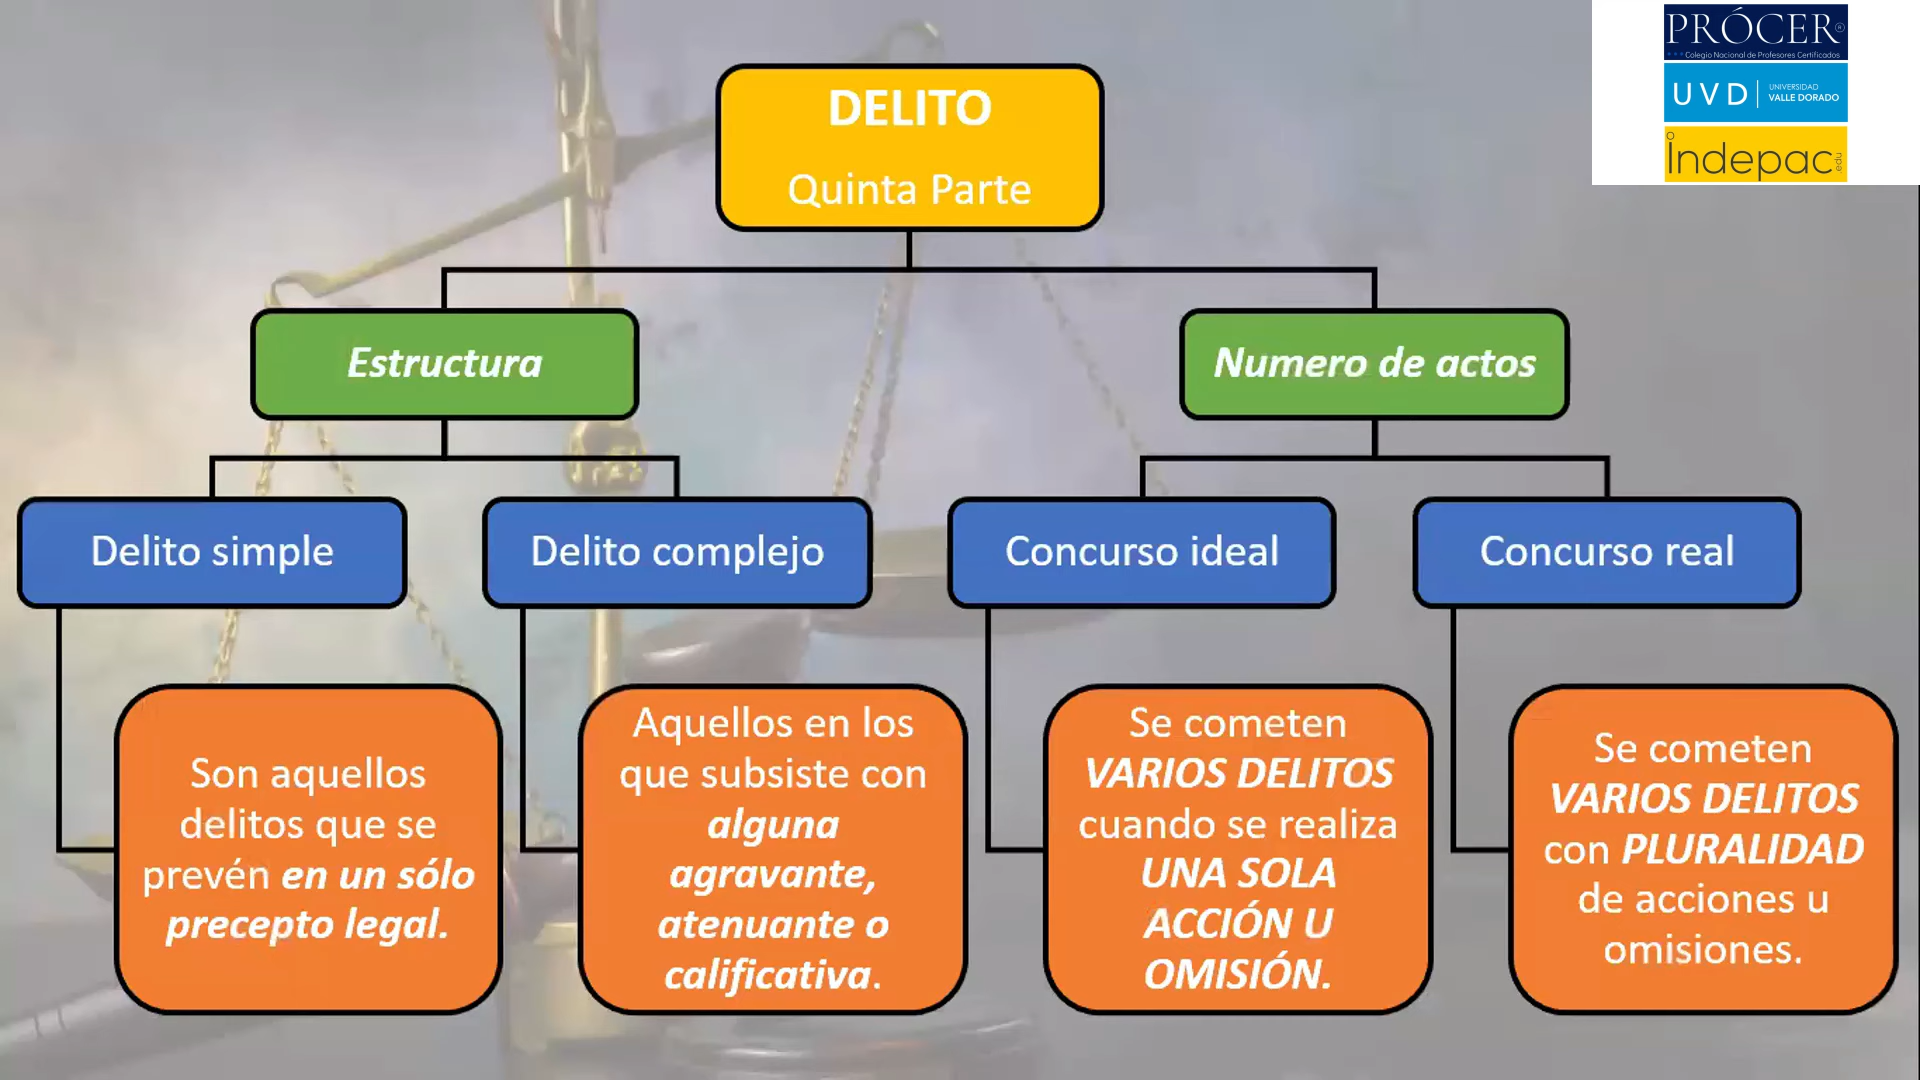 PRÓCER
Colegio Nacional de Profesores Certificados
UVD
UNIVERSIDAD
VALLE DORADO
Indepac
.edu
DELITO
Quinta Parte
Estructura
Numero de actos
Delito simple
Delito complejo
Concurso ideal
Concurso real
Son aquellos
delitos que se
prevén en un sólo
precepto legal.
Aquellos en los
que subsiste con
alguna
agravante,
atenuante o
calificativa.
Se cometen
VARIOS DELITOS
cuando se realiza
UNA SOLA
ACCIÓN U
OMISIÓN.
Se cometen
VARIOS DELITOS
con PLURALIDAD
de acciones u
omisiones.